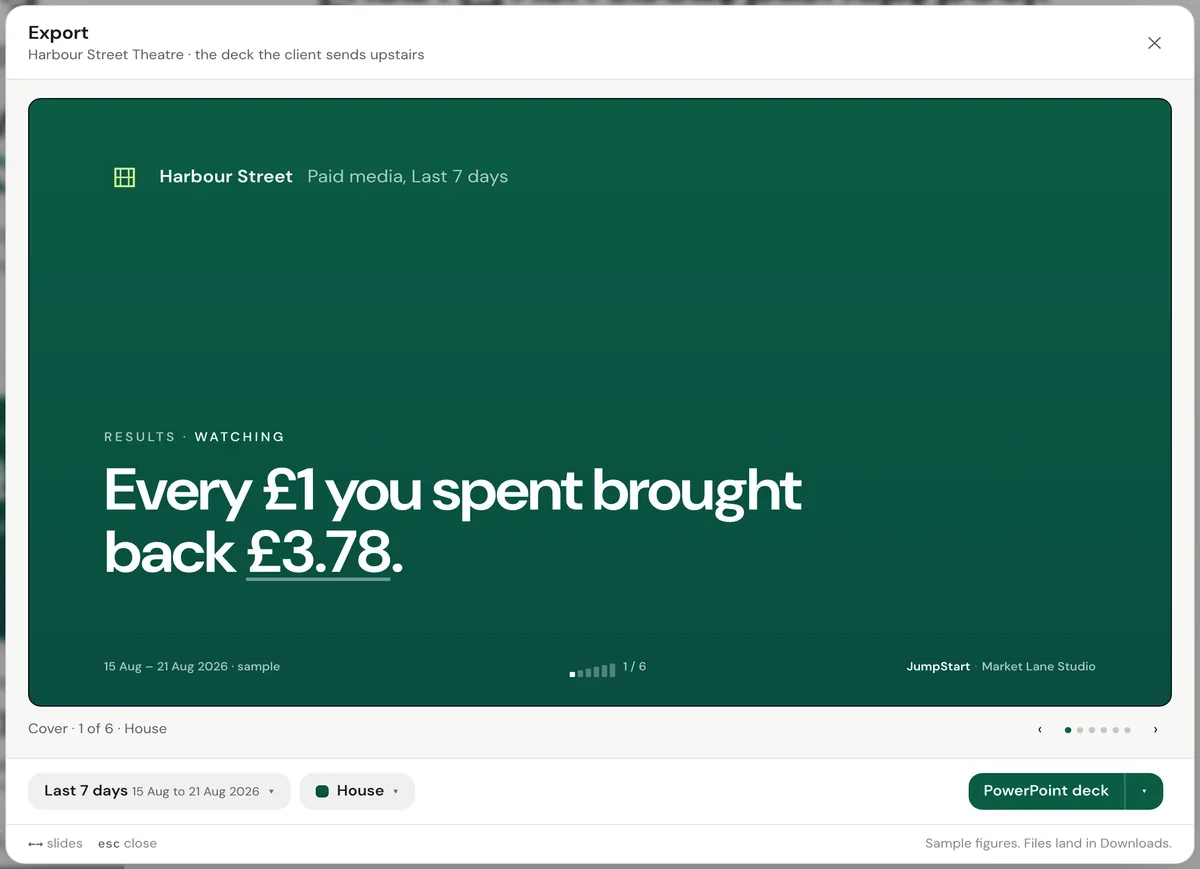 Export
Harbour Street Theatre · the deck the client sends upstairs
Harbour Street Paid media, Last 7 days
RESULTS · WATCHING
Every £1 you spent brought
back £3.78.
15 Aug – 21 Aug 2026 · sample
1 / 6
JumpStart · Market Lane Studio
Cover · 1 of 6 · House
Last 7 days 15 Aug to 21 Aug 2026
House
PowerPoint deck
slides esc close
Sample figures. Files land in Downloads.